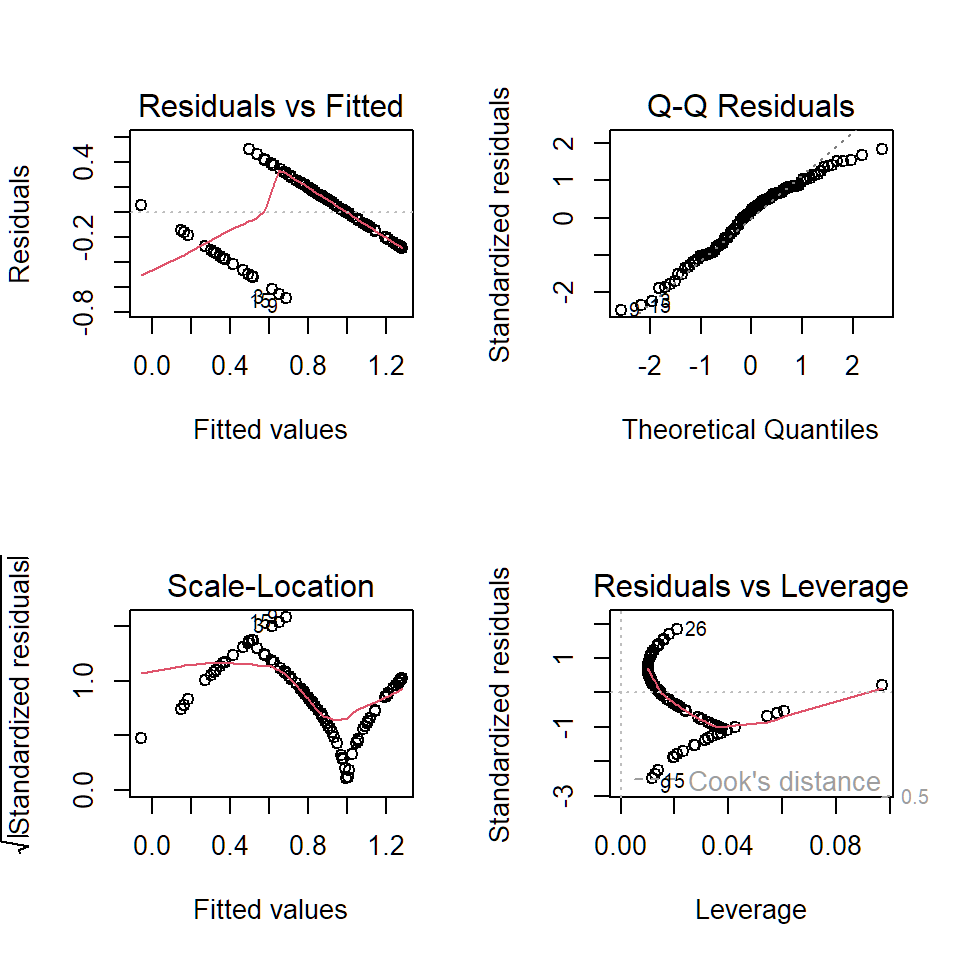 Residuals vs Fitted
Residuals
0.4
-0.2
-0.8
0.0 0.4 0.8 1.2
Fitted values
Q-Q Residuals
Standardized residuals
2
1
0
-2
-2 -1 0 1 2
Theoretical Quantiles
Scale-Location
√|Standardized residuals|
1.0
0.0
0.0 0.4 0.8 1.2
Fitted values
Residuals vs Leverage
Standardized residuals
1
-1
-3
26
Cook's distance
0.5
0.00 0.04 0.08
Leverage